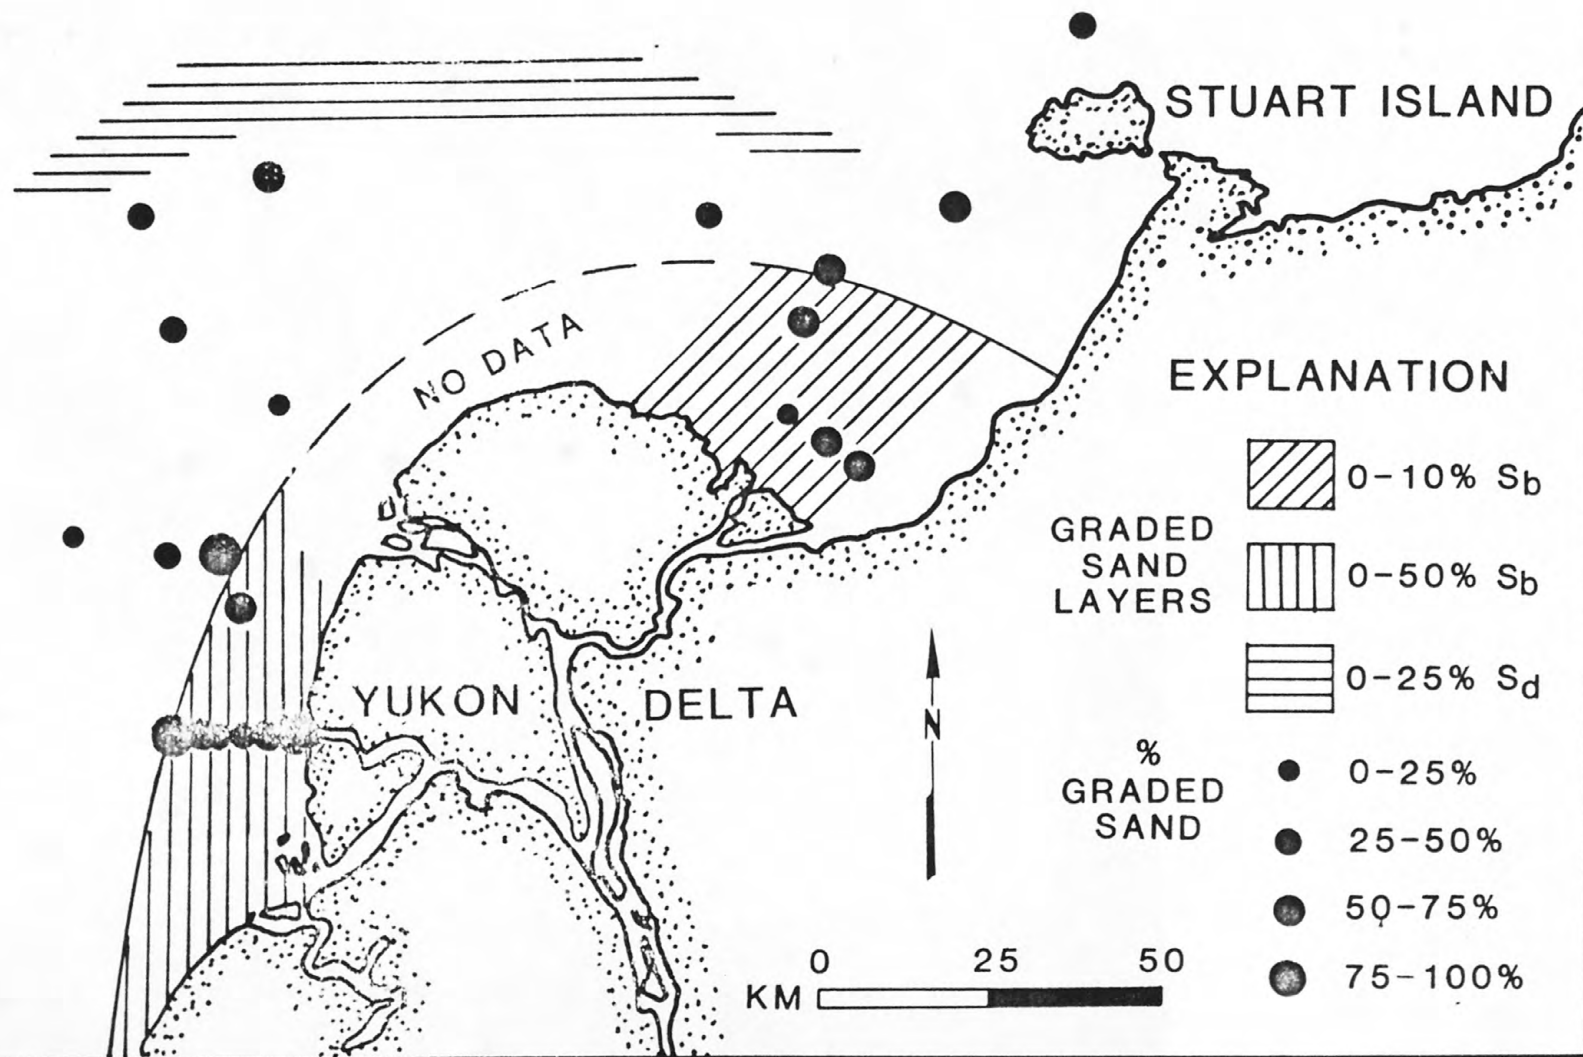 STUART ISLAND
NO DATA
YUKON DELTA
N
KM 0 25 50
EXPLANATION
GRADED
SAND
LAYERS
0-10% Sb
0-50% Sb
0-25% Sd
%
GRADED
SAND
0-25%
25-50%
50-75%
75-100%